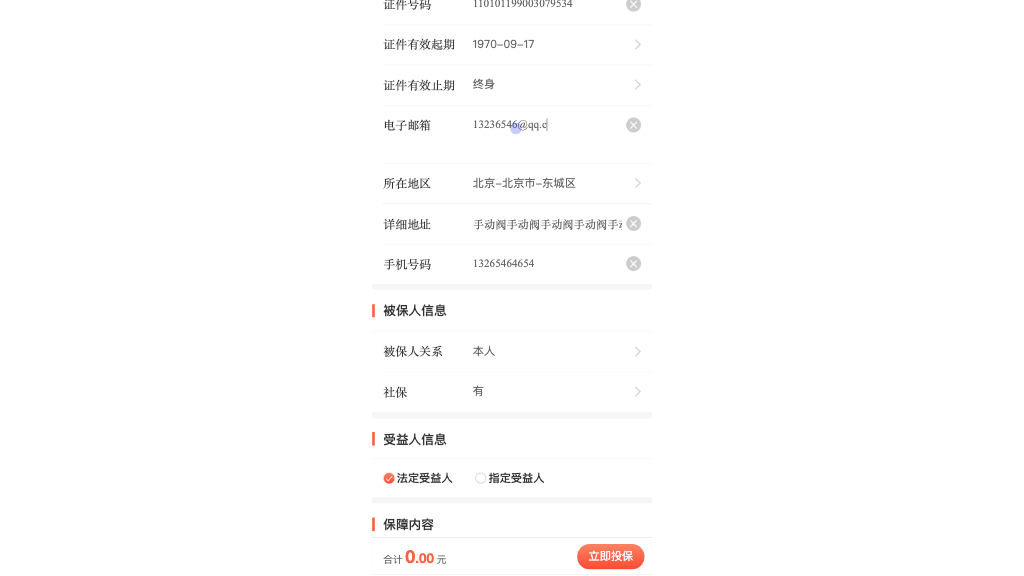 证件号码 110101199003079534
证件有效起期 1970-09-17
证件有效止期 终身
电子邮箱 13236546@qq.c
所在地区 北京-北京市-东城区
详细地址 手动阀手动阀手动阀手动阀手
手机号码 13265464654
被保人信息
被保人关系 本人
社保 有
受益人信息
法定受益人 指定受益人
保障内容
合计 0.00 元 立即投保